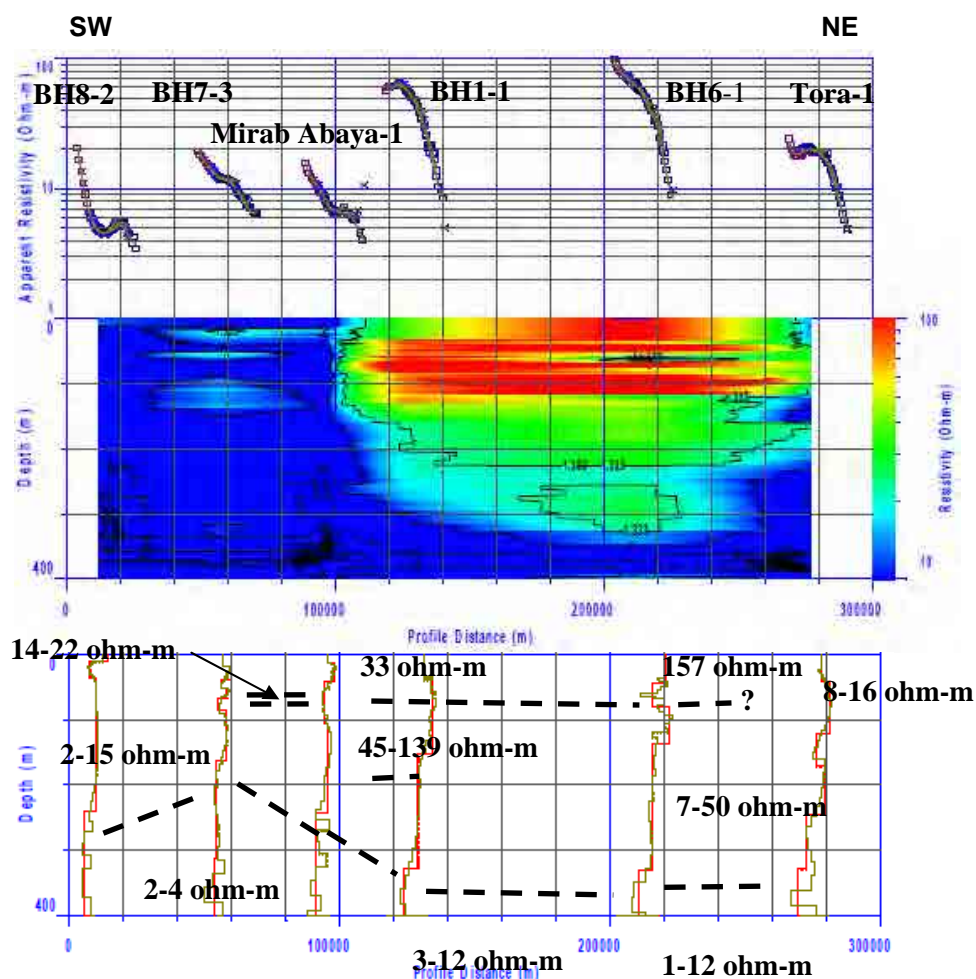 SW NE
100
BH8-2 BH7-3 BH1-1 BH6-1 Tora-1
Mirab Abaya-1
Apparent Resistivity (Ohm-m)
10
1
0
100
Depth (m)
Resistivity (Ohm-m)
10
400
0 100000 200000 300000
Profile Distance (m)
14-22 ohm-m 33 ohm-m 157 ohm-m
0
8-16 ohm-m
?
2-15 ohm-m 45-139 ohm-m
Depth (m)
7-50 ohm-m
2-4 ohm-m
400
0 100000 200000 300000
3-12 ohm-m 1-12 ohm-m
Profile Distance (m)